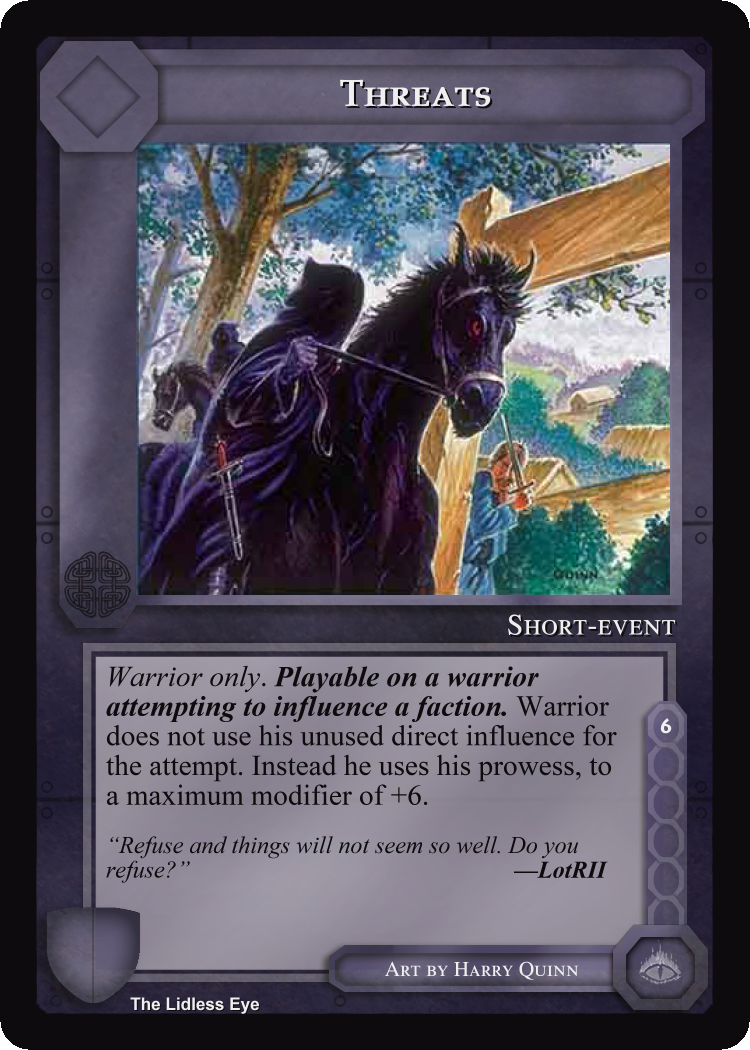 Threats
Quinn
Short-event
Warrior only. Playable on a warrior
attempting to influence a faction. Warrior
does not use his unused direct influence for
the attempt. Instead he uses his prowess, to
a maximum modifier of +6.
6
“Refuse and things will not seem so well. Do you
refuse?” —LotRII
Art by Harry Quinn
The Lidless Eye